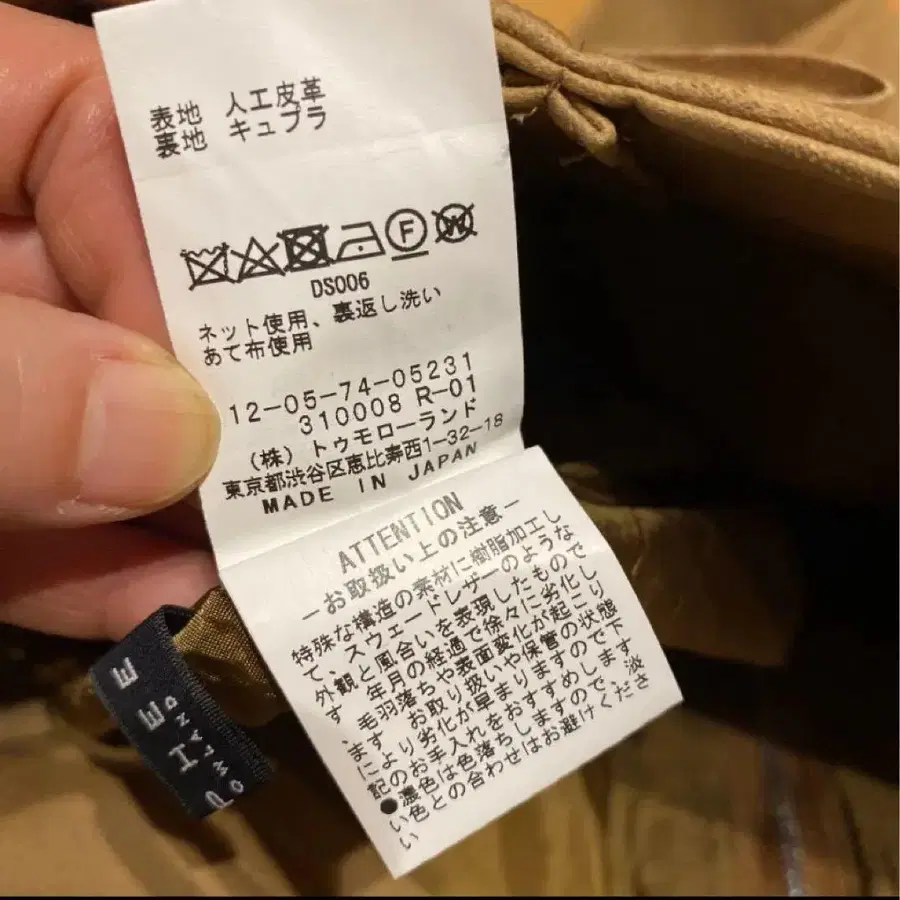 表地 人工皮革
裏地 キュプラ
F
W
DS006
ネット使用、裏返し洗い
あて布使用
12-05-74-05231
310008 R-01
(株)トゥモローランド
東京都渋谷区恵比寿西1-32-18
MADE IN JAPAN
ATTENTION
-お取扱い上の注意-
特殊な構造の素材に樹脂加工し
て、スウェードレザーのような
外観と風合いを表現したもので
す 年月の経過で徐々に劣化し
毛羽落ちや表面変化が起こり
ます お取り扱いや保管の状態
により劣化が早まりますので下
記のお手入れをおすすめします
●濃色は色落ちしますので、淡
い色との合わせはお避けくださ
い